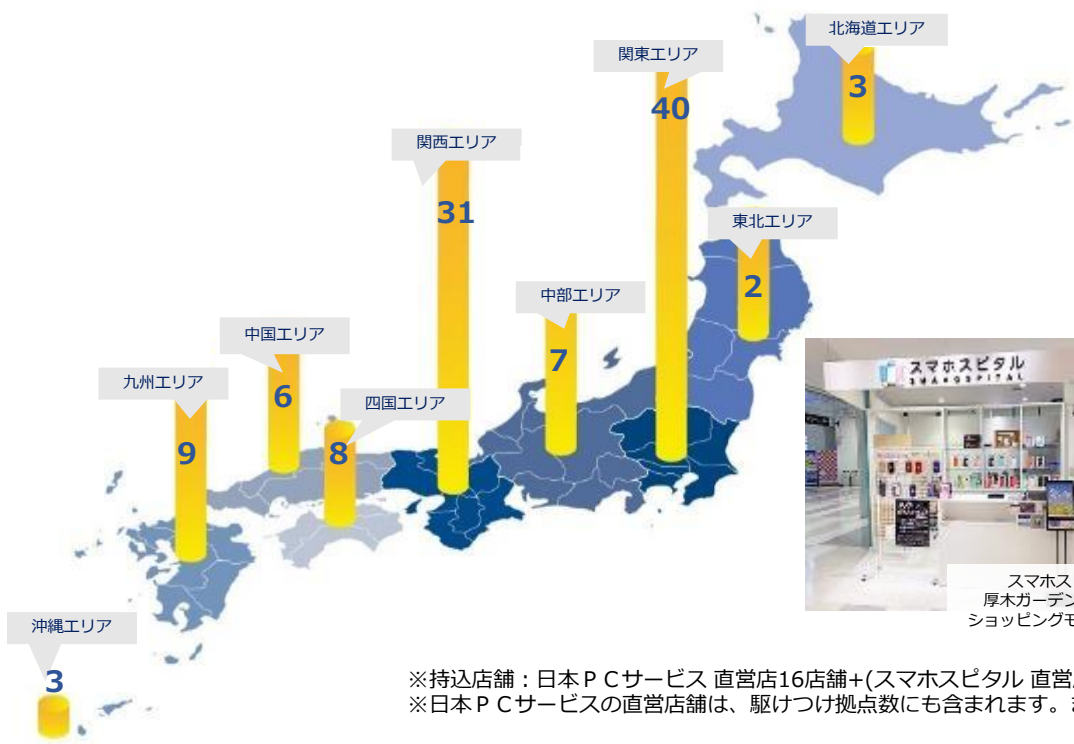 北海道エリア
3
関東エリア
40
関西エリア
31
東北エリア
2
中部エリア
7
中国エリア
6
九州エリア
9
四国エリア
8
スマホスピタル
SMAHOSPITAL
スマホス
厚木ガーデン
ショッピングモ
沖縄エリア
3
※持込店舗：日本ＰＣサービス 直営店16店舗+(スマホスピタル 直営
※日本ＰＣサービスの直営店舗は、駆けつけ拠点数にも含まれます。